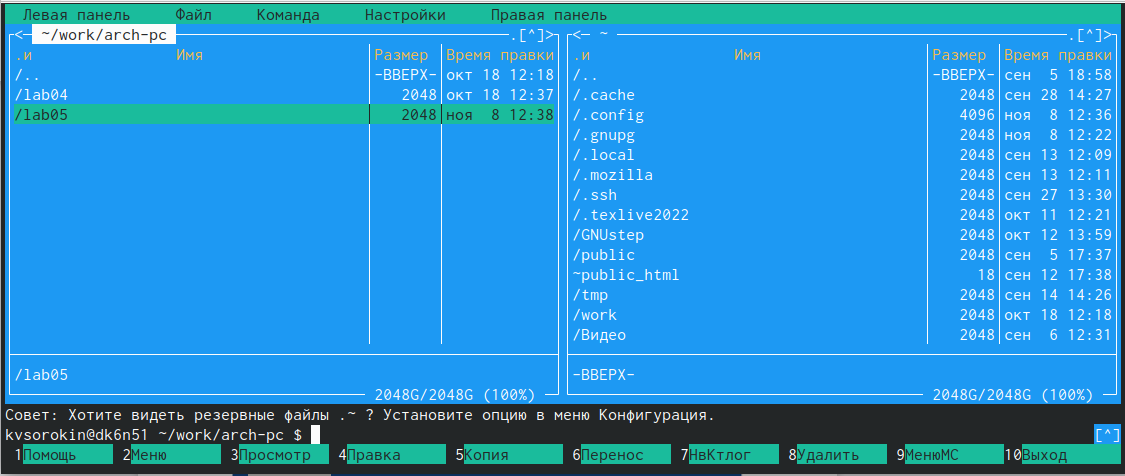 Левая панель Файл Команда Настройки Правая панель
<─ ~/work/arch-pc .[^]> <─ ~ .[^]>
.и Имя Размер Время правки .и Имя Размер Время правки
/.. -ВВЕРХ- окт 18 12:18 /.. -ВВЕРХ- сен 5 18:58
/lab04 2048 окт 18 12:37 /.cache 2048 сен 28 14:27
/lab05 2048 ноя 8 12:38 /.config 4096 ноя 8 12:36
/.gnupg 2048 ноя 8 12:22
/.local 2048 сен 13 12:09
/.mozilla 2048 сен 13 12:11
/.ssh 2048 сен 27 13:30
/.texlive2022 2048 окт 11 12:21
/GNUstep 2048 окт 12 13:59
/public 2048 сен 5 17:37
~public_html 18 сен 12 17:38
/tmp 2048 сен 14 14:26
/work 2048 окт 18 12:18
/Видео 2048 сен 6 12:31
/lab05 -ВВЕРХ-
2048G/2048G (100%) 2048G/2048G (100%)
Совет: Хотите видеть резервные файлы .~ ? Установите опцию в меню Конфигурация.
kvsorokin@dk6n51 ~/work/arch-pc $ [^]
1Помощь 2Меню 3Просмотр 4Правка 5Копия 6Перенос 7НвКтлог 8Удалить 9МенюMC 10Выход